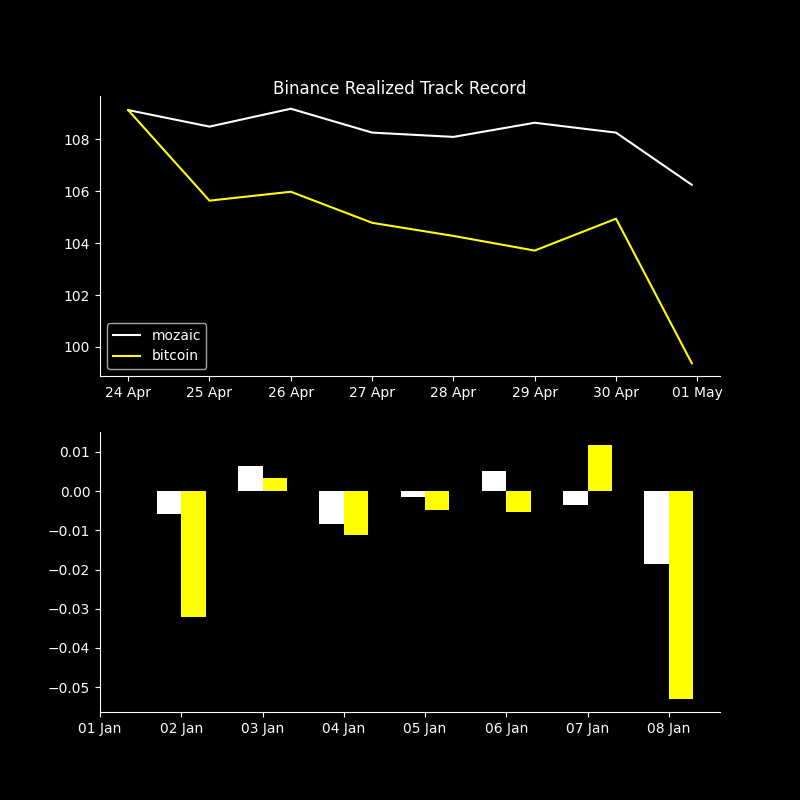 Binance Realized Track Record
108
106
104
102
100
mozaic
bitcoin
24 Apr 25 Apr 26 Apr 27 Apr 28 Apr 29 Apr 30 Apr 01 May
0.01
0.00
−0.01
−0.02
−0.03
−0.04
−0.05
01 Jan 02 Jan 03 Jan 04 Jan 05 Jan 06 Jan 07 Jan 08 Jan